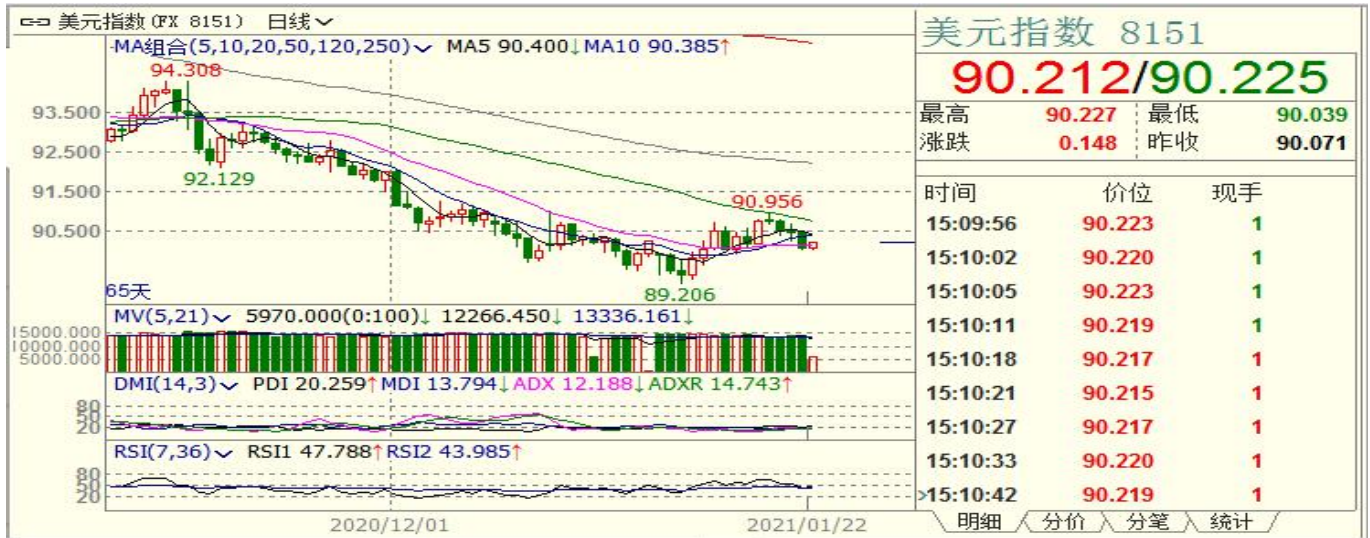 美元指数(FX 8151) 日线
MA组合(5,10,20,50,120,250) MA5 90.400↓MA10 90.385↑
94.308
93.500
92.500
92.129
91.500
90.956
90.500
65天
89.206
MV(5,21) 5970.000(0:100)↓ 12266.450↓ 13336.161↓
15000.000
10000.000
5000.000
DMI(14,3) PDI 20.259↑MDI 13.794↓ADX 12.188↓ADXR 14.743↑
80
50
20
RSI(7,36) RSI1 47.788↑RSI2 43.985↑
80
50
20
2020/12/01 2021/01/22
美元指数 8151
90.212/90.225
最高 90.227 最低 90.039
涨跌 0.148 昨收 90.071
时间 价位 现手
15:09:56 90.223 1
15:10:02 90.220 1
15:10:05 90.223 1
15:10:11 90.219 1
15:10:18 90.217 1
15:10:21 90.215 1
15:10:27 90.217 1
15:10:33 90.220 1
>15:10:42 90.219 1
明细 分价 分笔 统计